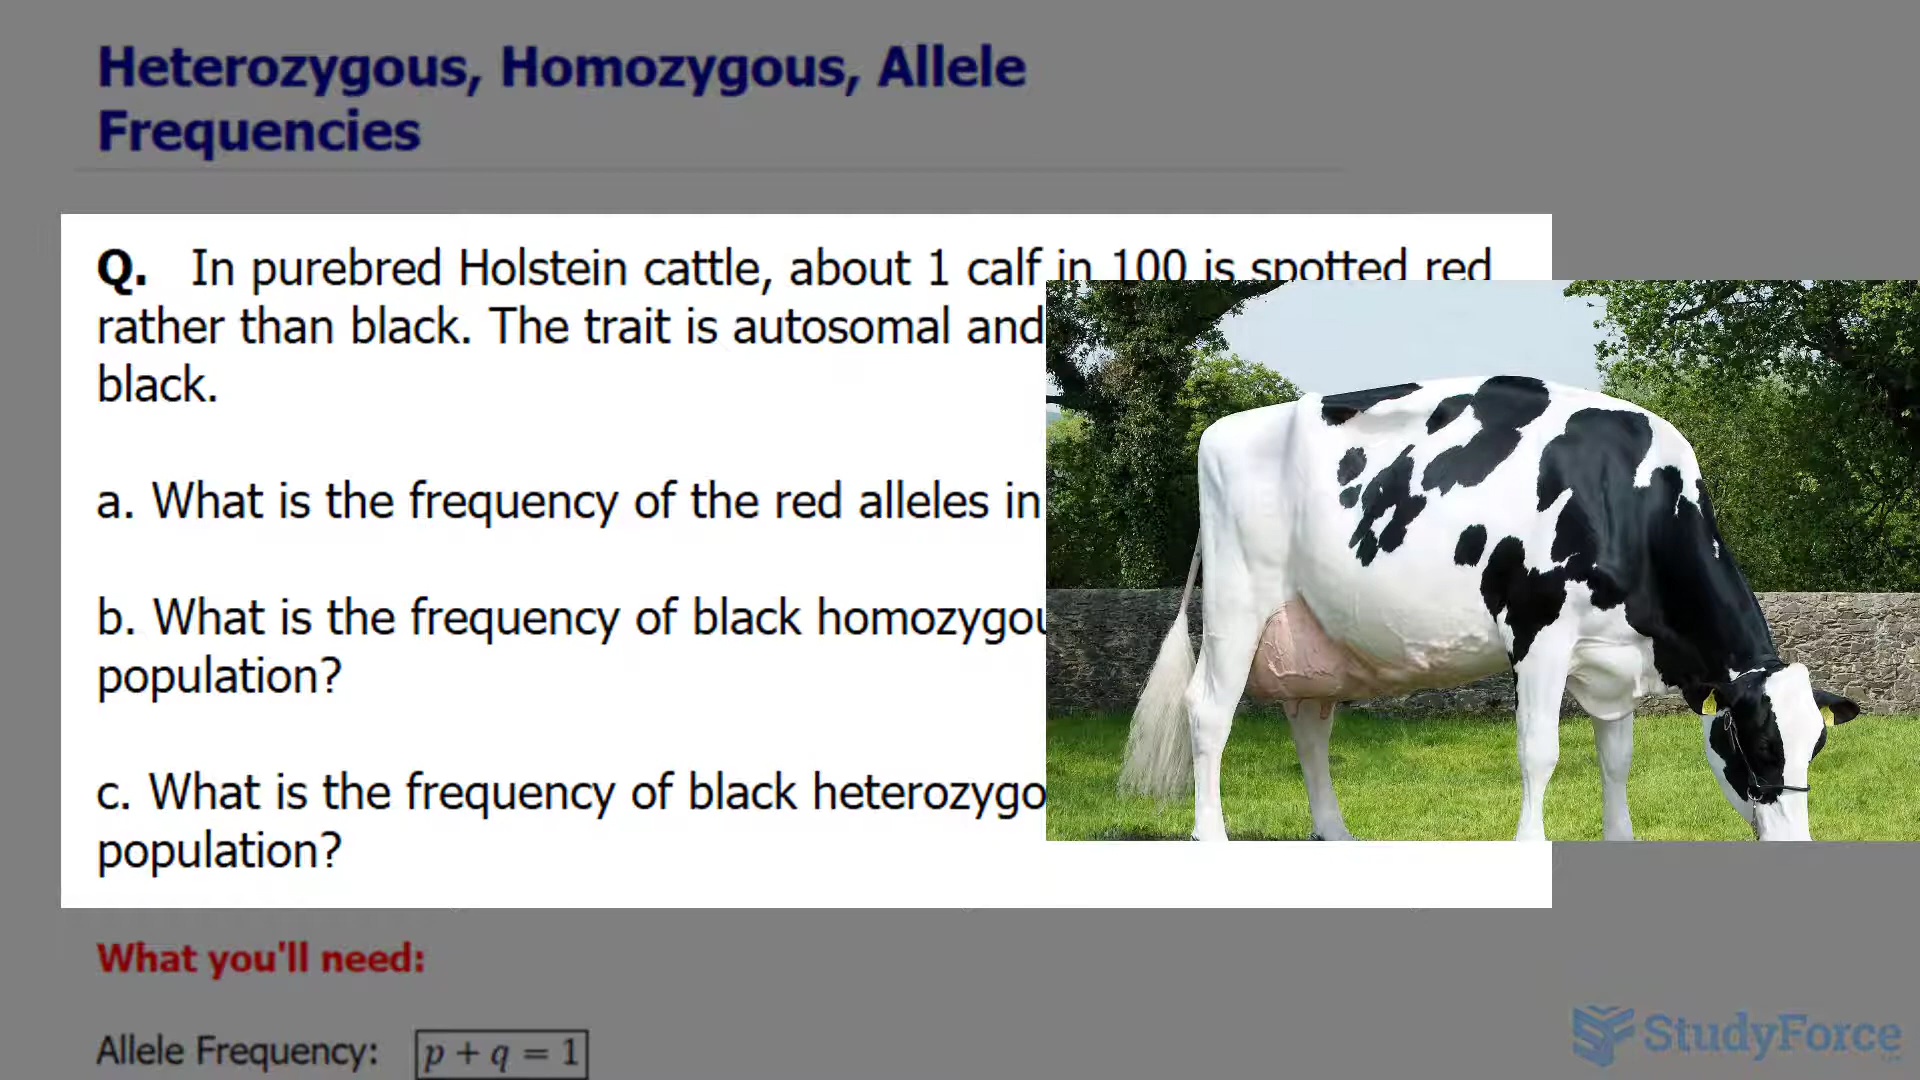 Heterozygous, Homozygous, Allele
Frequencies
Q. In purebred Holstein cattle, about 1 calf in 100 is spotted red
rather than black. The trait is autosomal and
black.
a. What is the frequency of the red alleles in
b. What is the frequency of black
population?
c. What is the frequency of black
population?
What you'll need:
Allele Frequency: p + q = 1
StudyForce